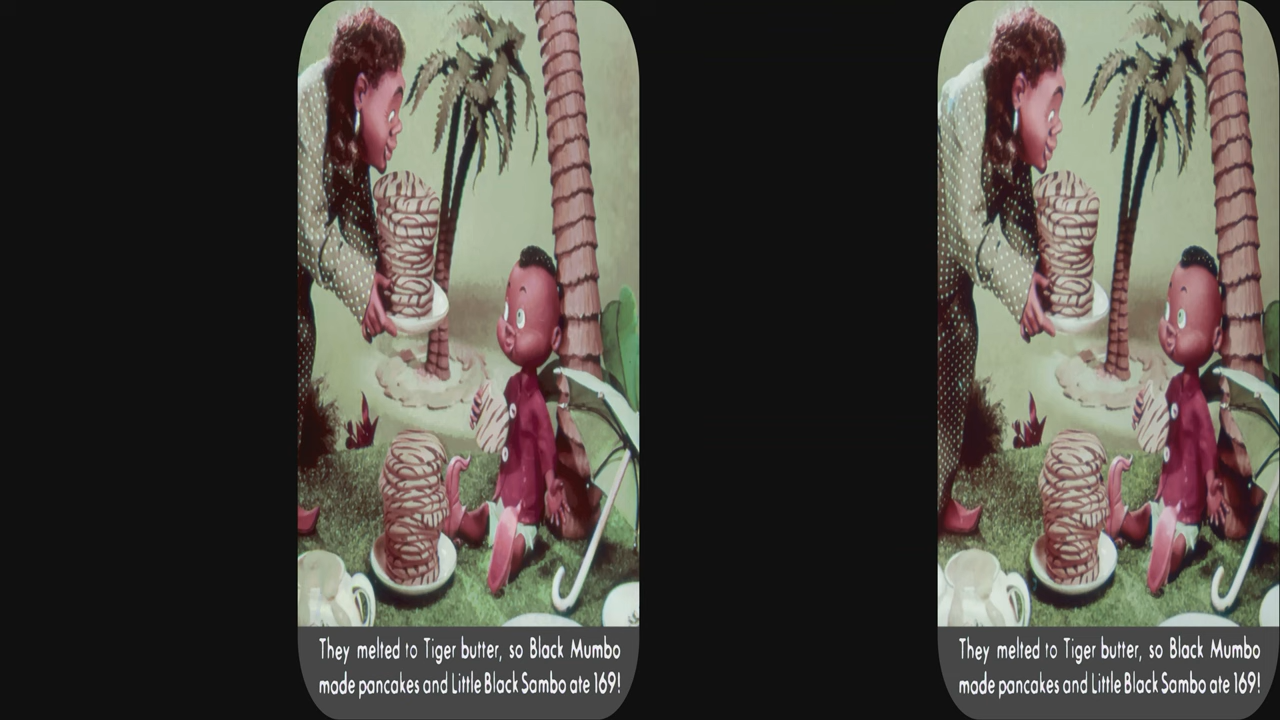 They melted to Tiger butter, so Black Mumbo
made pancakes and Little Black Sambo ate 169!
They melted to Tiger butter, so Black Mumbo
made pancakes and Little Black Sambo ate 169!